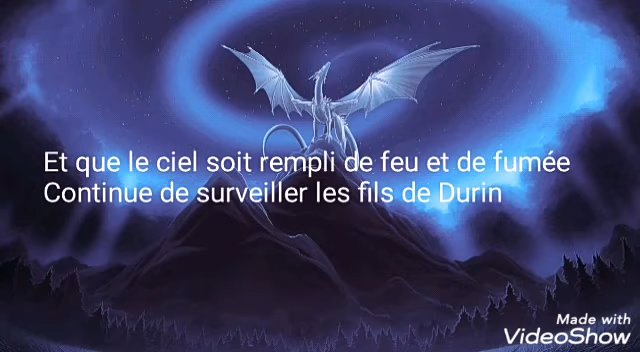 Et que le ciel soit rempli de feu et de fumée
Continue de surveiller les fils de Durin
Made with
VideoShow